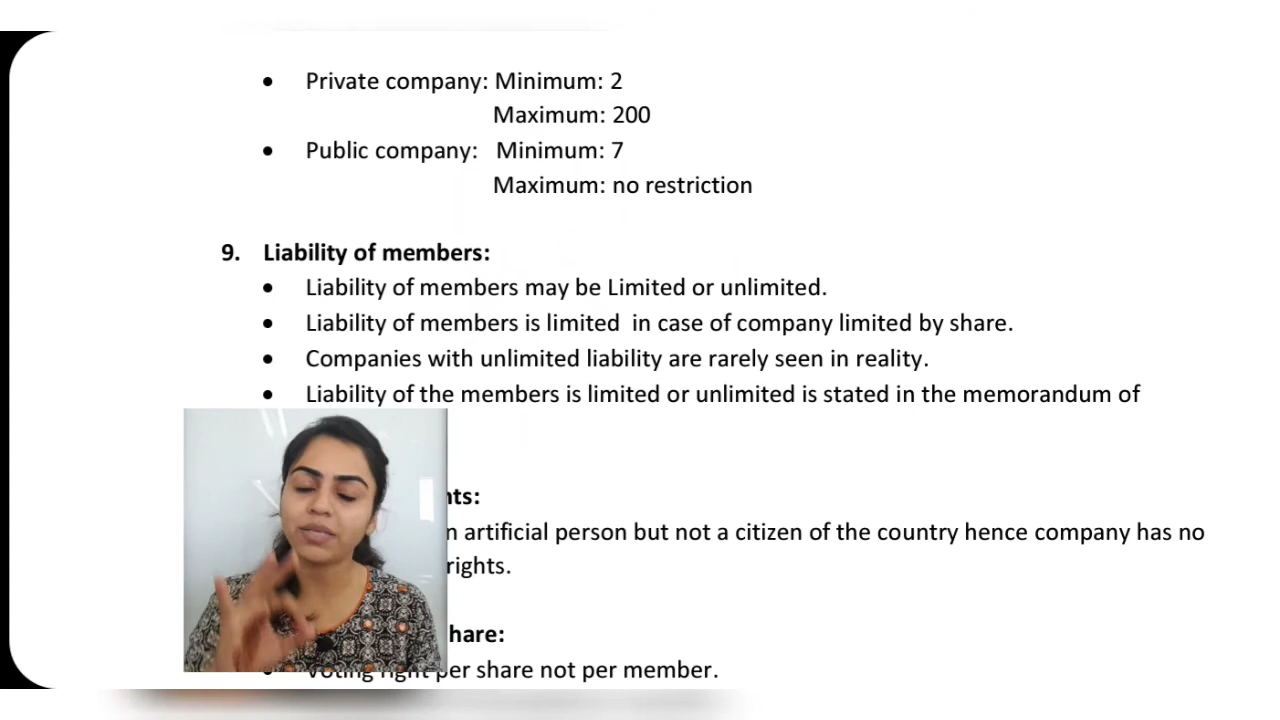 • Private company: Minimum: 2
Maximum: 200
• Public company: Minimum: 7
Maximum: no restriction
9. Liability of members:
• Liability of members may be Limited or unlimited.
• Liability of members is limited in case of company limited by share.
• Companies with unlimited liability are rarely seen in reality.
• Liability of the members is limited or unlimited is stated in the memorandum of
artificial person but not a citizen of the country hence company has no
rights.
• Voting right per share not per member.